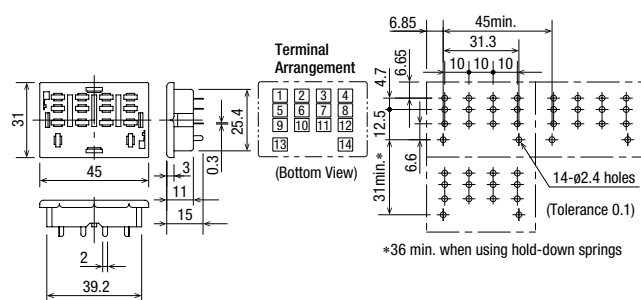 6.85
45min.
31.3
10 10 10
6.65
4.7
12.5
6.6
31min.*
Terminal
Arrangement
1 2 3 4
5 6 7 8
9 10 11 12
13 14
(Bottom View)
31
45
25.4
0.3
3
11
15
2
39.2
14-ø2.4 holes
(Tolerance 0.1)
*36 min. when using hold-down springs